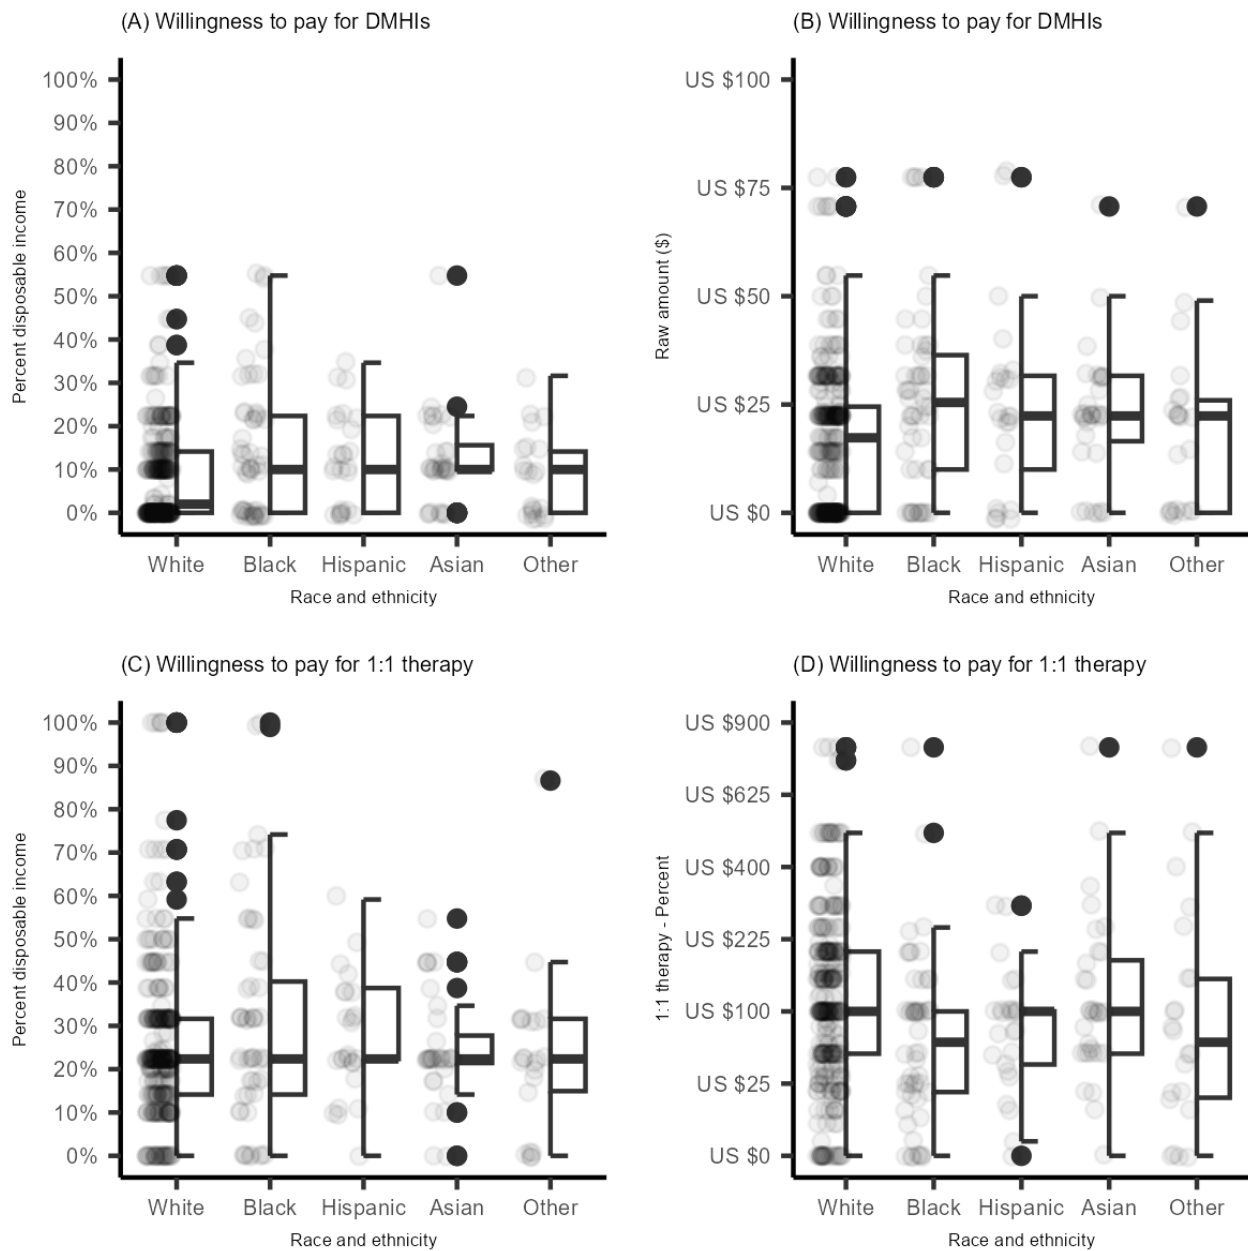 (A) Willingness to pay for DMHIs
Percent disposable income
100%
90%
80%
70%
60%
50%
40%
30%
20%
10%
0%
White Black Hispanic Asian Other
Race and ethnicity
(B) Willingness to pay for DMHIs
Raw amount ($)
US $100
US $75
US $50
US $25
US $0
White Black Hispanic Asian Other
Race and ethnicity
(C) Willingness to pay for 1:1 therapy
Percent disposable income
100%
90%
80%
70%
60%
50%
40%
30%
20%
10%
0%
White Black Hispanic Asian Other
Race and ethnicity
(D) Willingness to pay for 1:1 therapy
1:1 therapy - Percent
US $900
US $625
US $400
US $225
US $100
US $25
US $0
White Black Hispanic Asian Other
Race and ethnicity